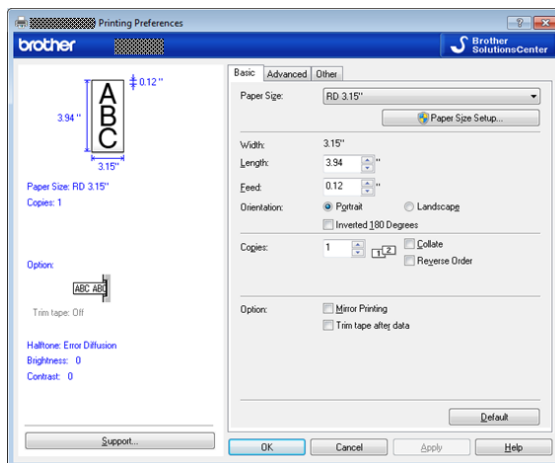 Printing Preferences
brother
Brother
SolutionsCenter
A
B
C
0.12 "
3.94 "
3.15"
Paper Size: RD 3.15"
Copies: 1
Option:
ABC ABC
Trim tape: Off
Halftone: Error Diffusion
Brightness: 0
Contrast: 0
Support...
Basic
Advanced
Other
Paper Size:
RD 3.15"
Paper Size Setup...
Width:
3.15"
Length:
3.94
"
Feed:
0.12
"
Orientation:
Portrait
Landscape
Inverted 180 Degrees
Copies:
1
1 2
Collate
Reverse Order
Option:
Mirror Printing
Trim tape after data
Default
OK
Cancel
Apply
Help